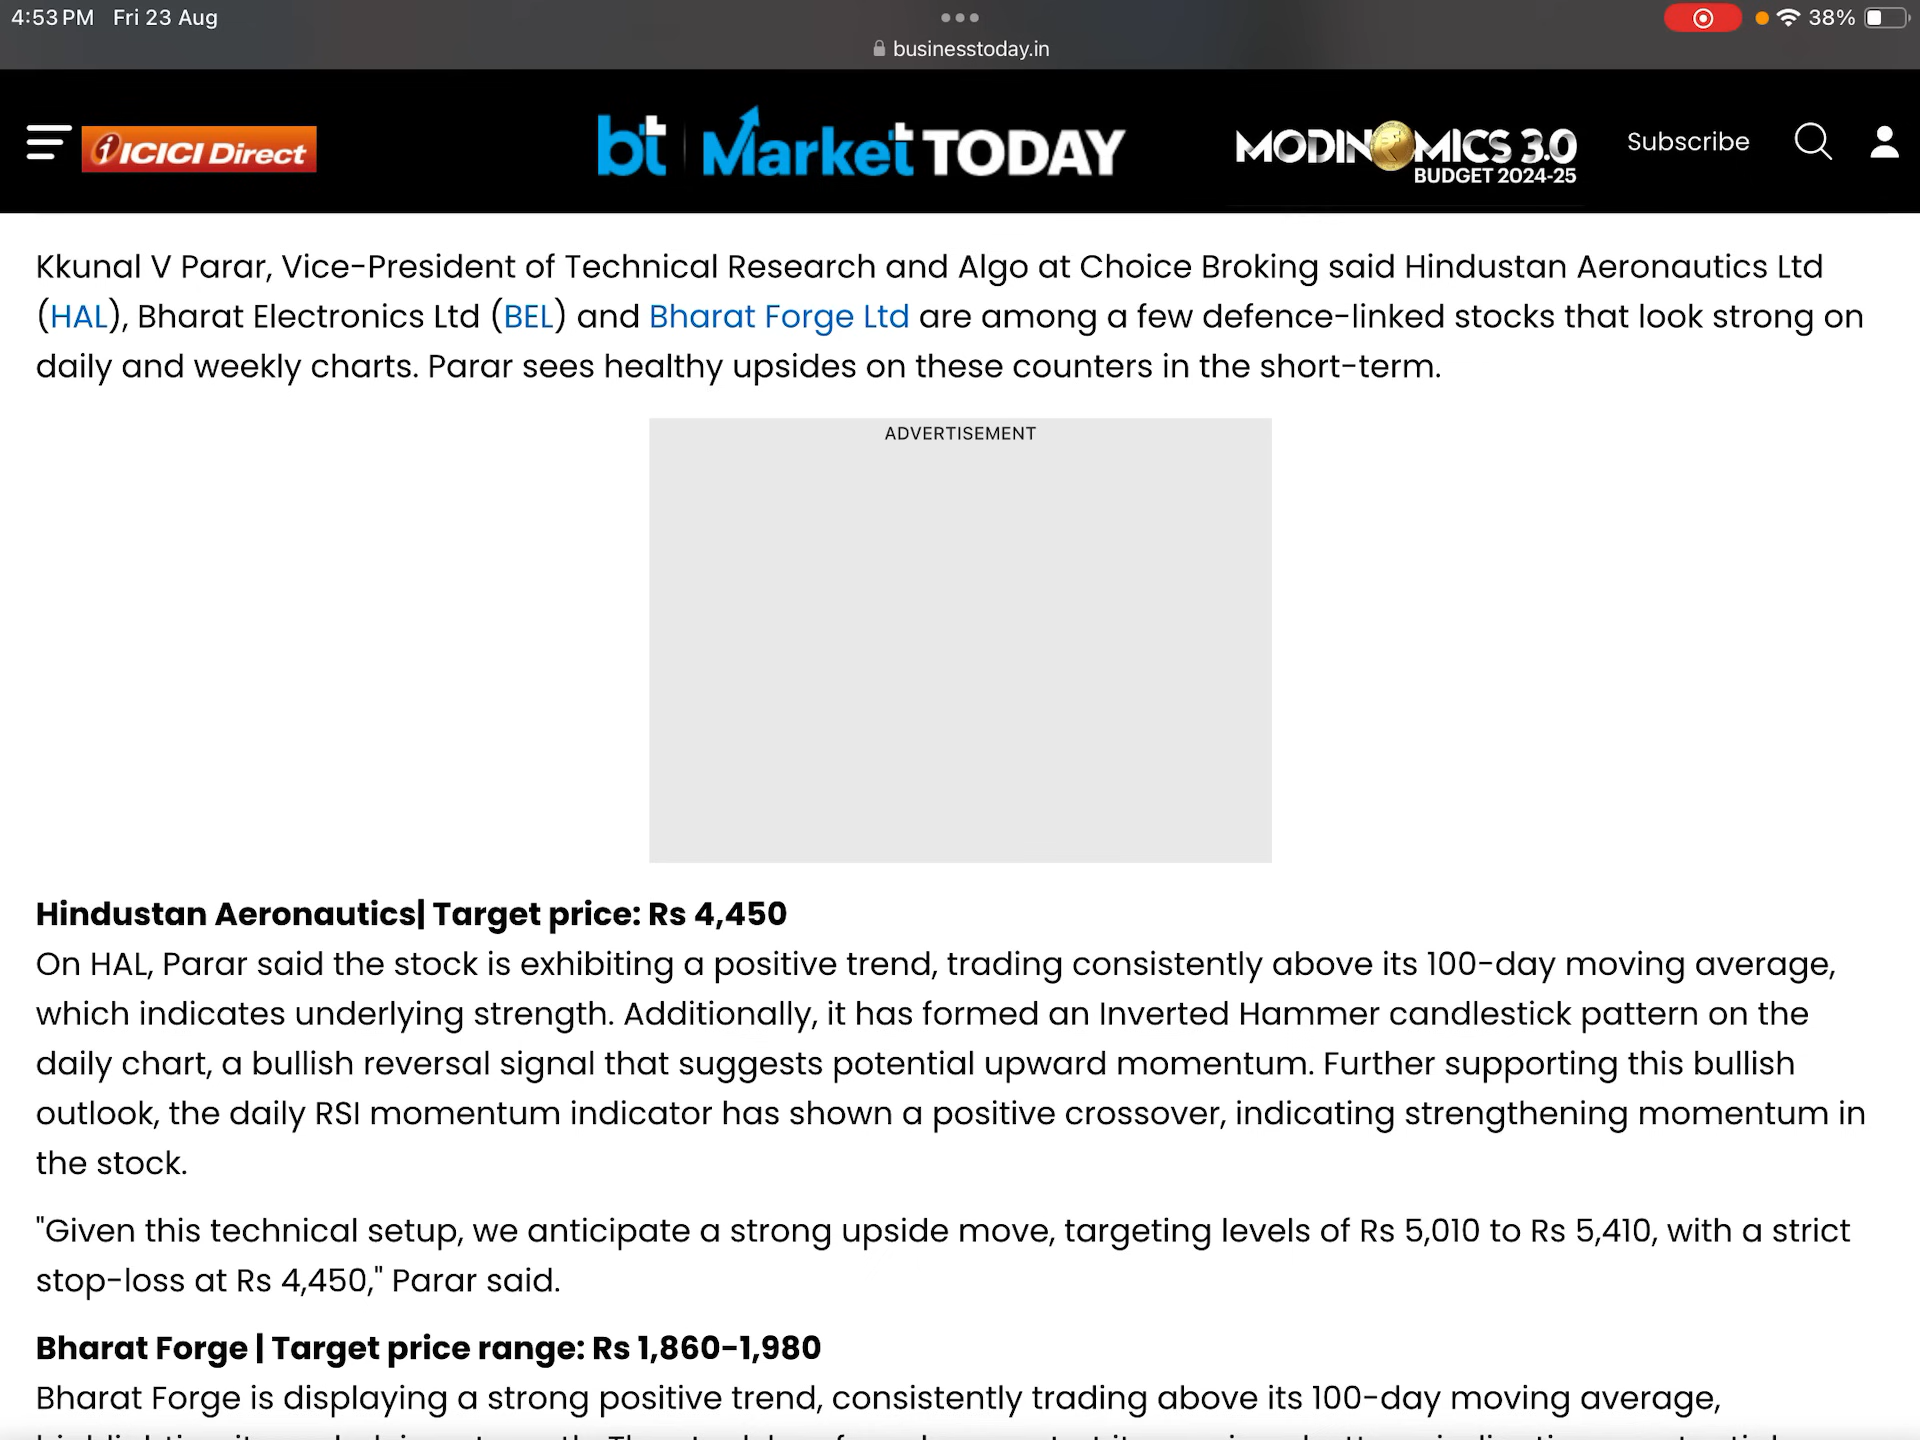 4:53 PM Fri 23 Aug
38%
businesstoday.in
ICICI Direct
bt Market TODAY
MODINOMICS 3.0
BUDGET 2024-25
Subscribe
Kkunal V Parar, Vice-President of Technical Research and Algo at Choice Broking said Hindustan Aeronautics Ltd
(HAL), Bharat Electronics Ltd (BEL) and Bharat Forge Ltd are among a few defence-linked stocks that look strong on
daily and weekly charts. Parar sees healthy upsides on these counters in the short-term.
ADVERTISEMENT
Hindustan Aeronautics| Target price: Rs 4,450
On HAL, Parar said the stock is exhibiting a positive trend, trading consistently above its 100-day moving average,
which indicates underlying strength. Additionally, it has formed an Inverted Hammer candlestick pattern on the
daily chart, a bullish reversal signal that suggests potential upward momentum. Further supporting this bullish
outlook, the daily RSI momentum indicator has shown a positive crossover, indicating strengthening momentum in
the stock.
"Given this technical setup, we anticipate a strong upside move, targeting levels of Rs 5,010 to Rs 5,410, with a strict
stop-loss at Rs 4,450," Parar said.
Bharat Forge | Target price range: Rs 1,860-1,980
Bharat Forge is displaying a strong positive trend, consistently trading above its 100-day moving average,